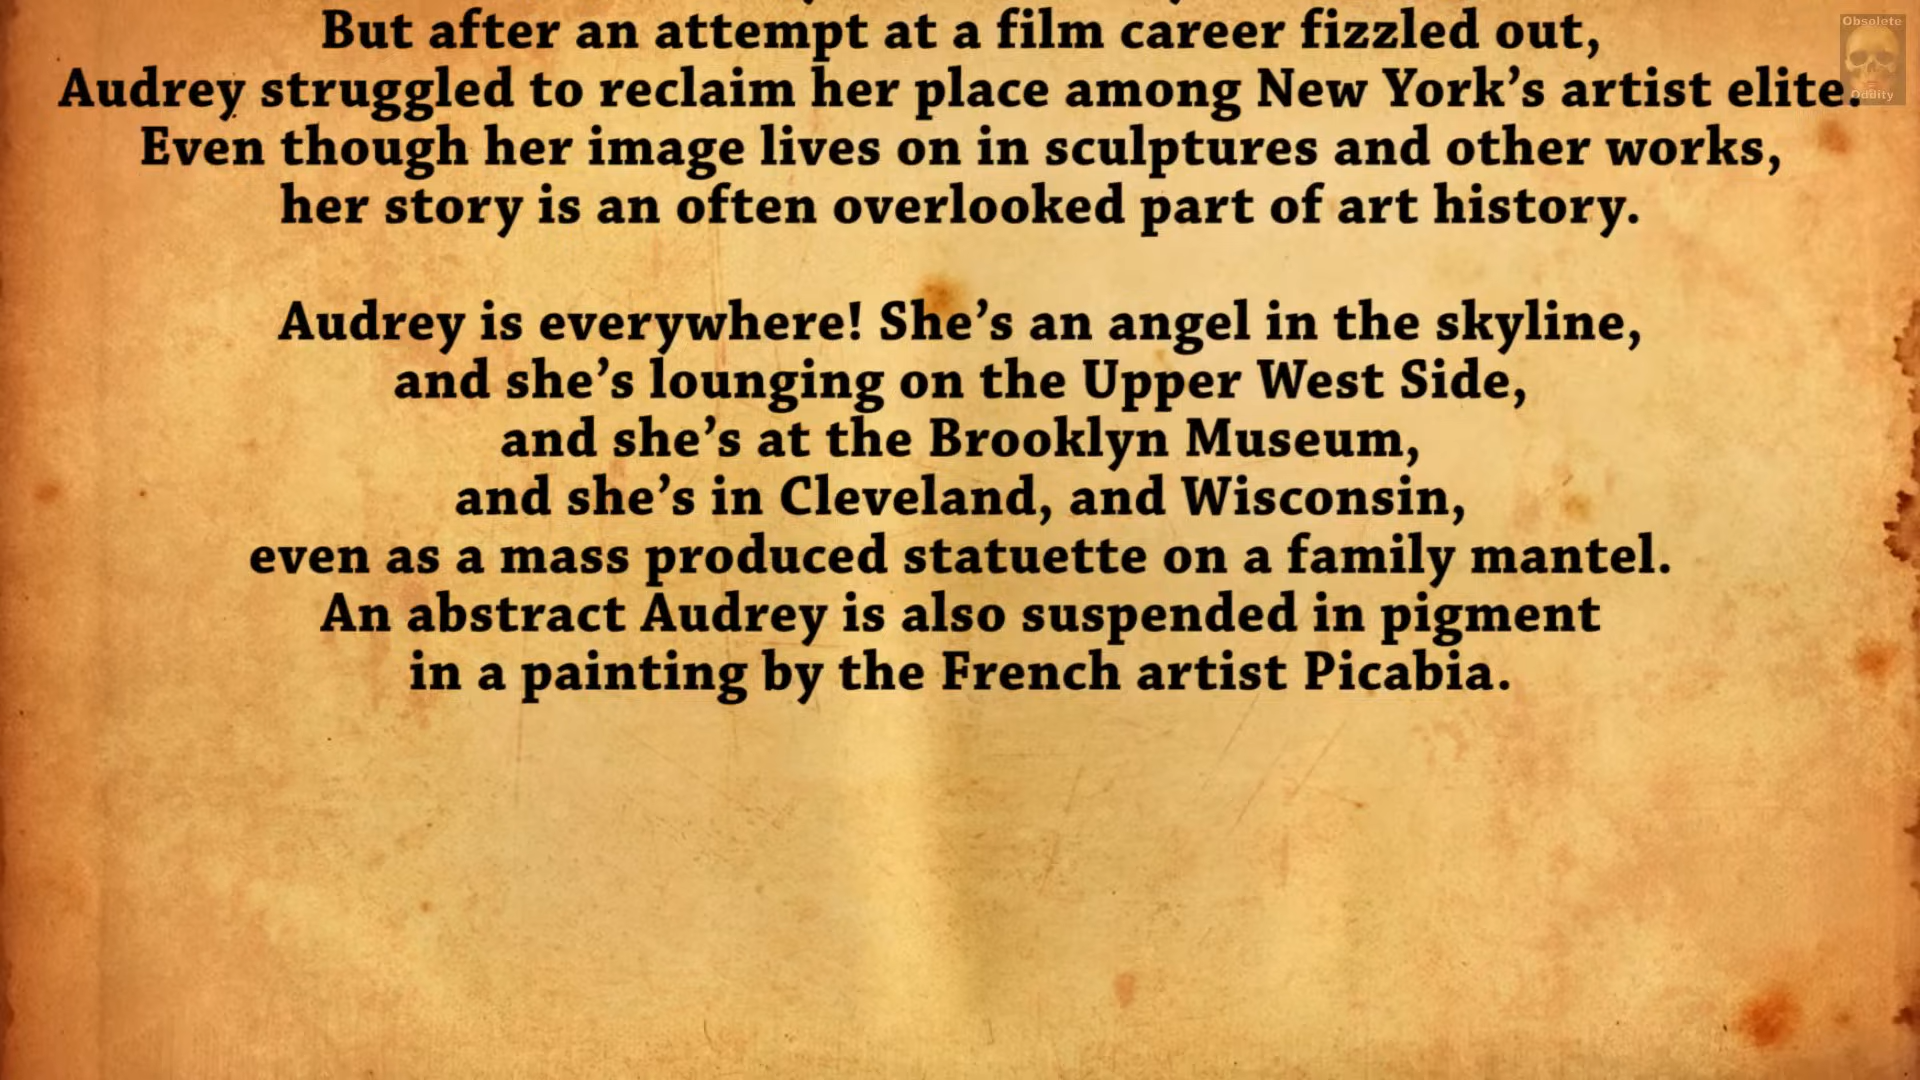 But after an attempt at a film career fizzled out,
Audrey struggled to reclaim her place among New York's artist elite.
Even though her image lives on in sculptures and other works,
her story is an often overlooked part of art history.
Audrey is everywhere! She's an angel in the skyline,
and she's lounging on the Upper West Side,
and she's at the Brooklyn Museum,
and she's in Cleveland, and Wisconsin,
even as a mass produced statuette on a family mantel.
An abstract Audrey is also suspended in pigment
in a painting by the French artist Picabia.
Obsolete
Oddity